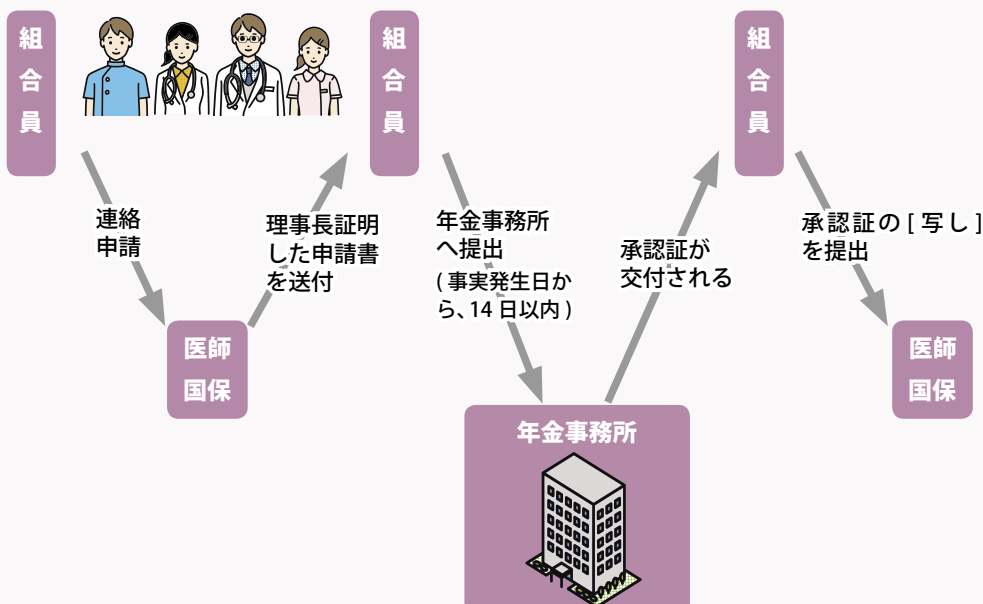 組合員
連絡
申請
医師
国保
理事長証明
した申請書
を送付
組合員
年金事務所
へ提出
(事実発生日か
ら、14日以内)
年金事務所
承認証が
交付される
組合員
承認証の[写し]
を提出
医師
国保